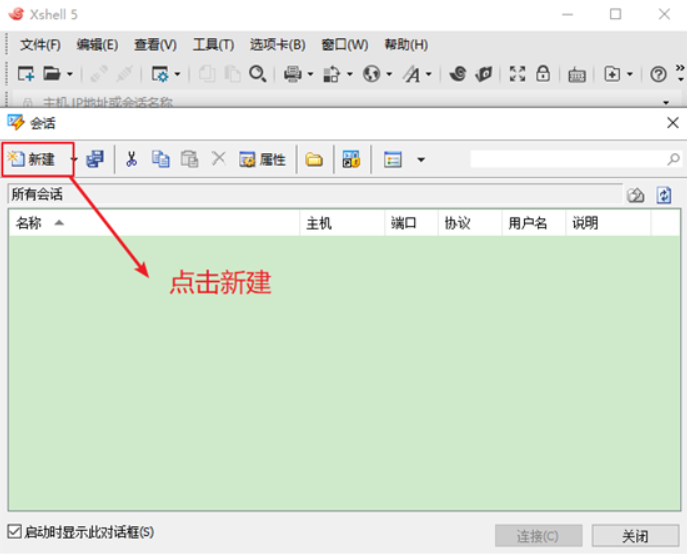 Xshell 5
文件(F) 编辑(E) 查看(V) 工具(T) 选项卡(B) 窗口(W) 帮助(H)
主机,IP地址或会话名称
会话
新建 属性
所有会话
名称 主机 端口 协议 用户名 说明
点击新建
启动时显示此对话框(S)
连接(C) 关闭